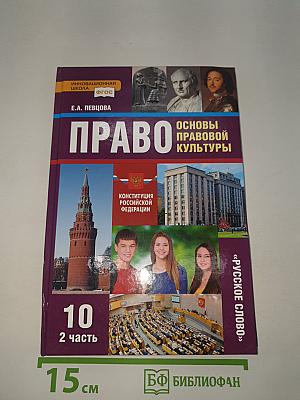 ИННОВАЦИОННАЯ
ШКОЛА
ФГОС
Е.А. ПЕВЦОВА
ПРАВО
ОСНОВЫ
ПРАВОВОЙ
КУЛЬТУРЫ
КОНСТИТУЦИЯ
РОССИЙСКОЙ
ФЕДЕРАЦИИ
«РУССКОЕ СЛОВО»
10
2 часть
15 см
БФ БИБЛИОФАН